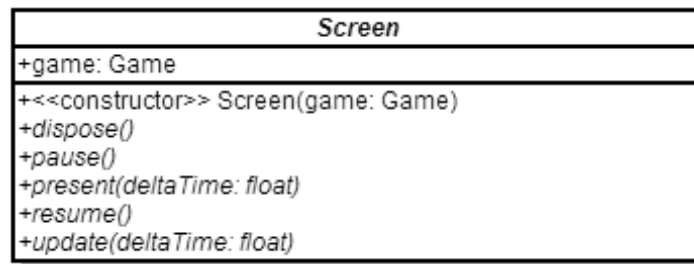 Screen
+game: Game
+<<constructor>> Screen(game: Game)
+dispose()
+pause()
+present(deltaTime: float)
+resume()
+update(deltaTime: float)